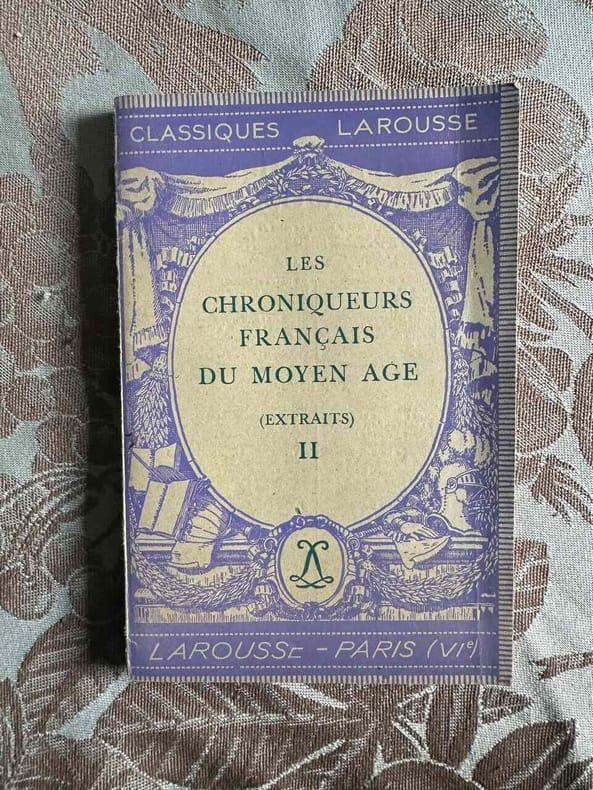 CLASSIQUES LAROUSSE
LES
CHRONIQUEURS
FRANÇAIS
DU MOYEN AGE
(EXTRAITS)
II
LAROUSSE – PARIS (VIe)